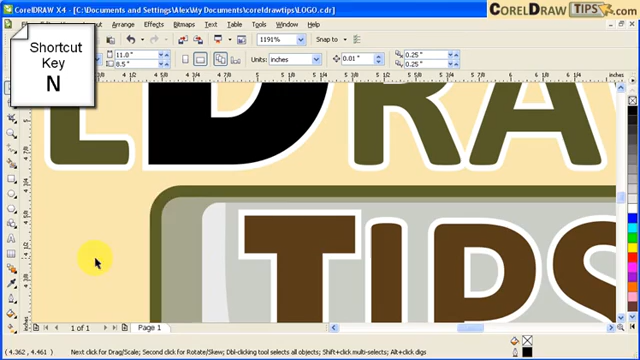 CorelDRAW X4 - [C:\Documents and Settings\Alex\My Documents\coreldrawtips\LOGO.cdr]
CORELDRAW TIPS.com
Arrange Effects Bitmaps Text Tools Window Help
1191% Snap to
Shortcut
Key
N
11.0"
8.5"
Units: inches
0.01"
0.25"
0.25"
inches
LDRAW
TIPS
1 of 1 Page 1
(4.362, 4.461) Next click for Drag/Scale; Second click for Rotate/Skew; Dbl-clicking tool selects all objects; Shift+click multi-selects; Alt+click digs